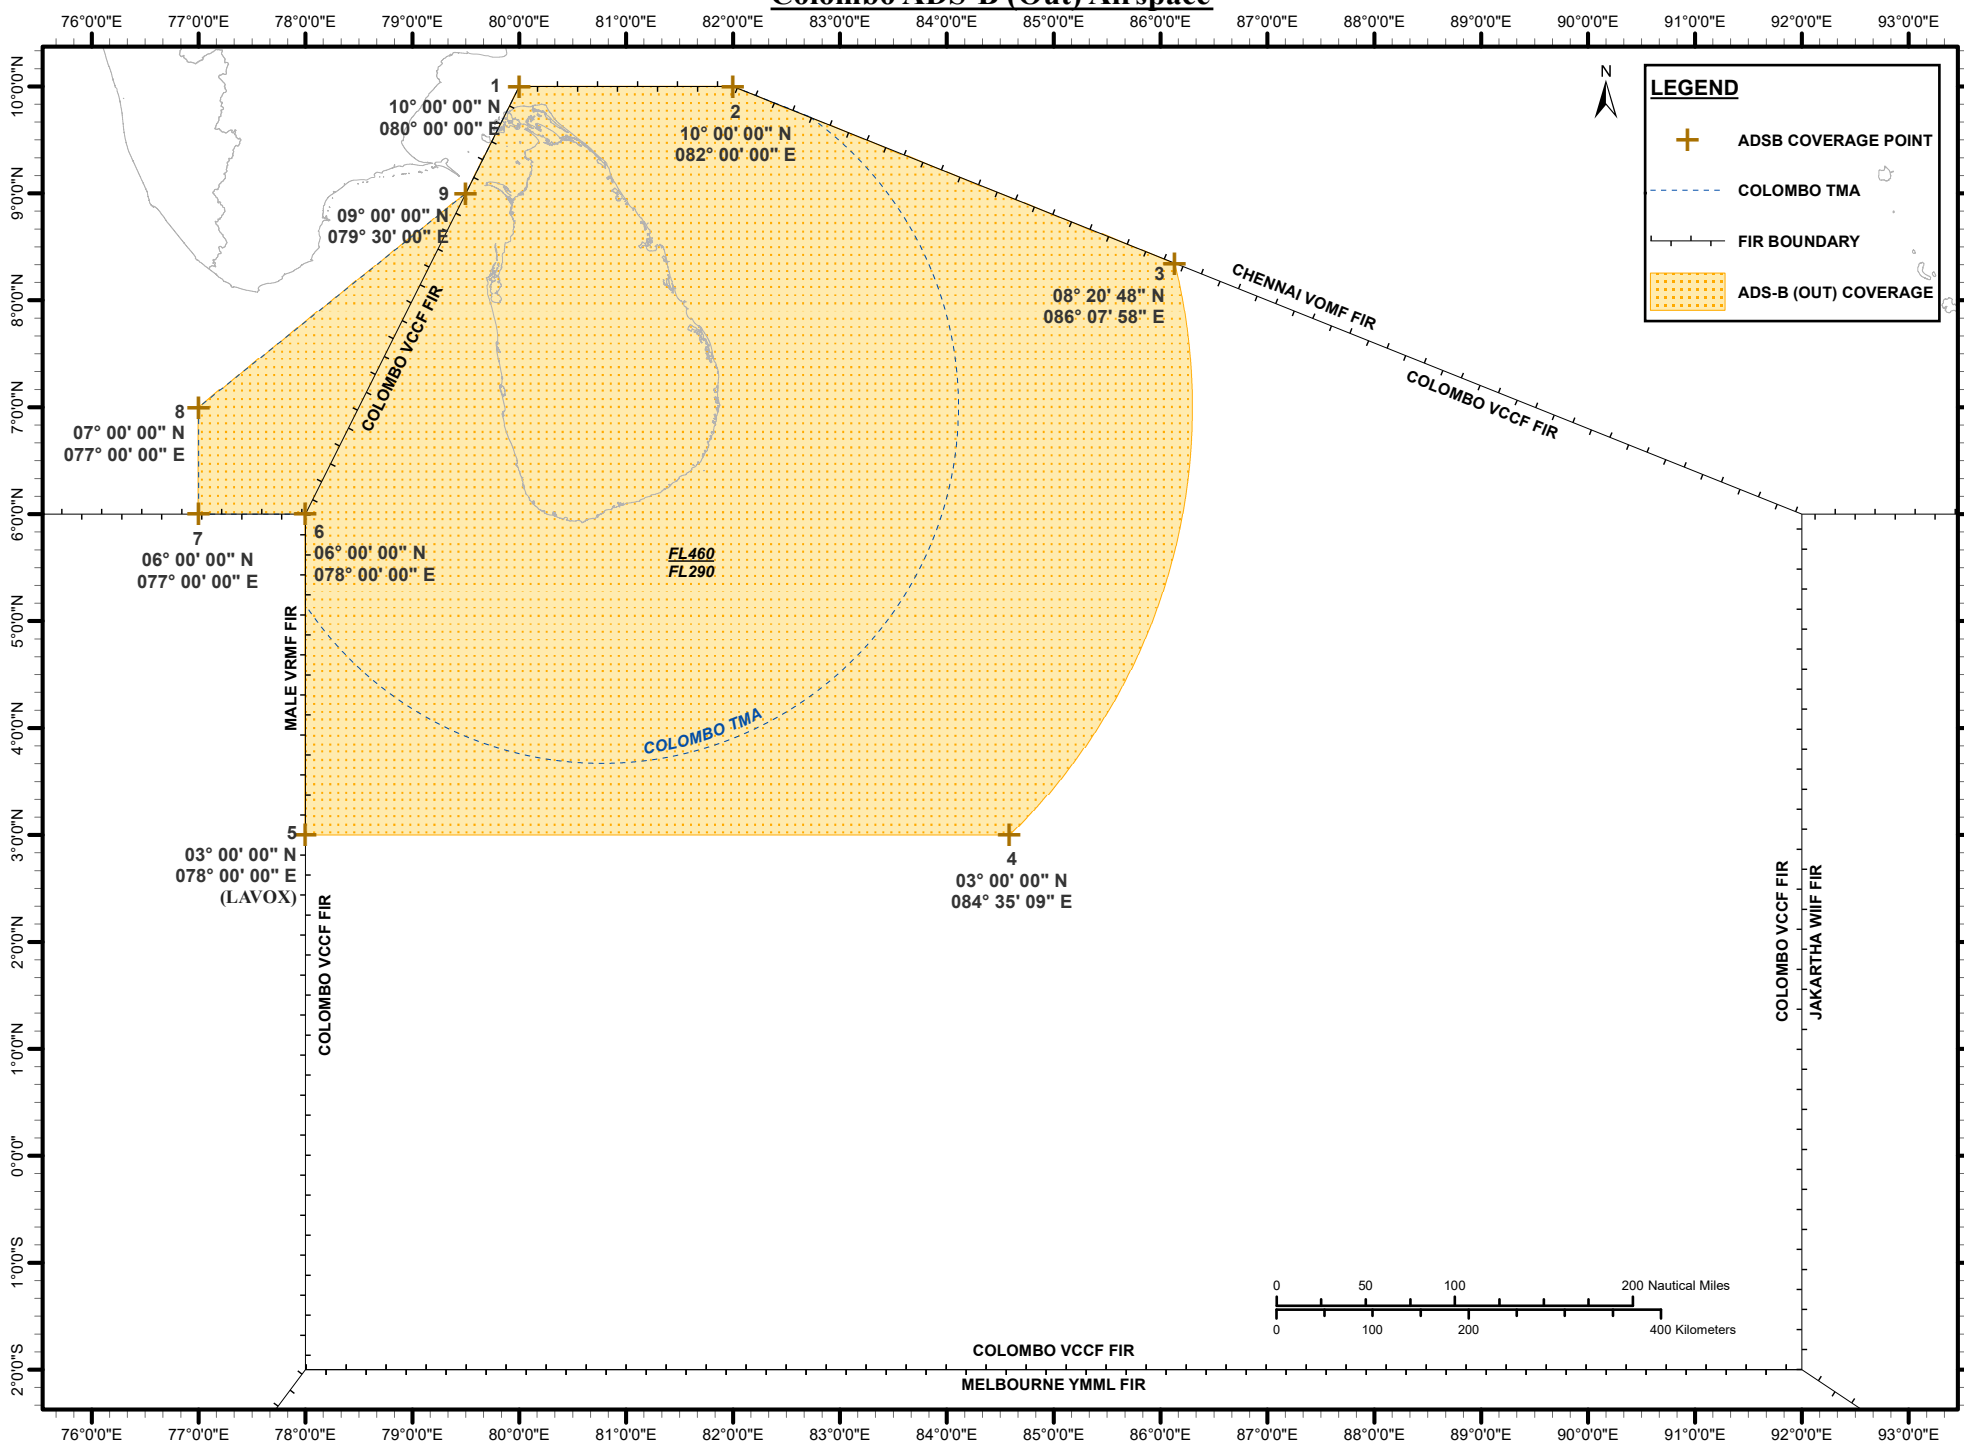 Colombo ADS-B (Out) Airspace
76°0'0"E 77°0'0"E 78°0'0"E 79°0'0"E 80°0'0"E 81°0'0"E 82°0'0"E 83°0'0"E 84°0'0"E 85°0'0"E 86°0'0"E 87°0'0"E 88°0'0"E 89°0'0"E 90°0'0"E 91°0'0"E 92°0'0"E 93°0'0"E
10°0'0"N
9°0'0"N
8°0'0"N
7°0'0"N
6°0'0"N
5°0'0"N
4°0'0"N
3°0'0"N
2°0'0"N
1°0'0"N
0°0'0"
1°0'0"S
2°0'0"S
1
10° 00' 00" N
080° 00' 00" E
2
10° 00' 00" N
082° 00' 00" E
9
09° 00' 00" N
079° 30' 00" E
3
08° 20' 48" N
086° 07' 58" E
8
07° 00' 00" N
077° 00' 00" E
7
06° 00' 00" N
077° 00' 00" E
6
06° 00' 00" N
078° 00' 00" E
5
03° 00' 00" N
078° 00' 00" E
(LAVOX)
4
03° 00' 00" N
084° 35' 09" E
FL460
FL290
COLOMBO TMA
COLOMBO VCCF FIR
CHENNAI VOMF FIR
COLOMBO VCCF FIR
MALE VRMF FIR
COLOMBO VCCF FIR
COLOMBO VCCF FIR
JAKARTHA WIIF FIR
COLOMBO VCCF FIR
MELBOURNE YMML FIR
N
LEGEND
ADSB COVERAGE POINT
COLOMBO TMA
FIR BOUNDARY
ADS-B (OUT) COVERAGE
0 50 100 200 Nautical Miles
0 100 200 400 Kilometers
76°0'0"E 77°0'0"E 78°0'0"E 79°0'0"E 80°0'0"E 81°0'0"E 82°0'0"E 83°0'0"E 84°0'0"E 85°0'0"E 86°0'0"E 87°0'0"E 88°0'0"E 89°0'0"E 90°0'0"E 91°0'0"E 92°0'0"E 93°0'0"E